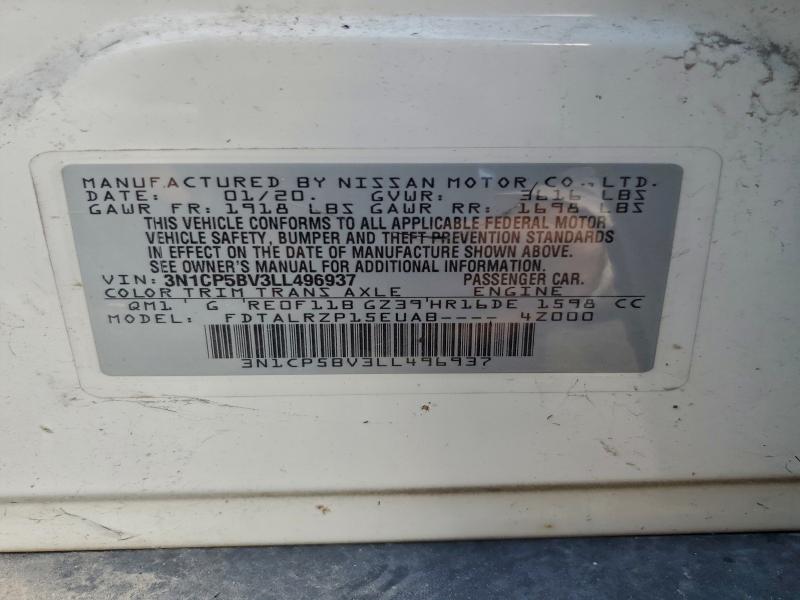 MANUFACTURED BY NISSAN MOTOR CO., LTD.
DATE: 01/20. GVWR: 3616 LBS
GAWR FR: 1918 LBS GAWR RR: 1698 LBS
THIS VEHICLE CONFORMS TO ALL APPLICABLE FEDERAL MOTOR
VEHICLE SAFETY, BUMPER AND THEFT PREVENTION STANDARDS
IN EFFECT ON THE DATE OF MANUFACTURE SHOWN ABOVE.
SEE OWNER'S MANUAL FOR ADDITIONAL INFORMATION.
VIN: 3N1CP5BV3LL496937 PASSENGER CAR.
COLOR TRIM TRANS AXLE ENGINE
QM1 G 'RE0F11B GZ39'HR16DE 1598 CC
MODEL: FDTALRZP15EUAB---- 4Z000
3N1CP5BV3LL496937